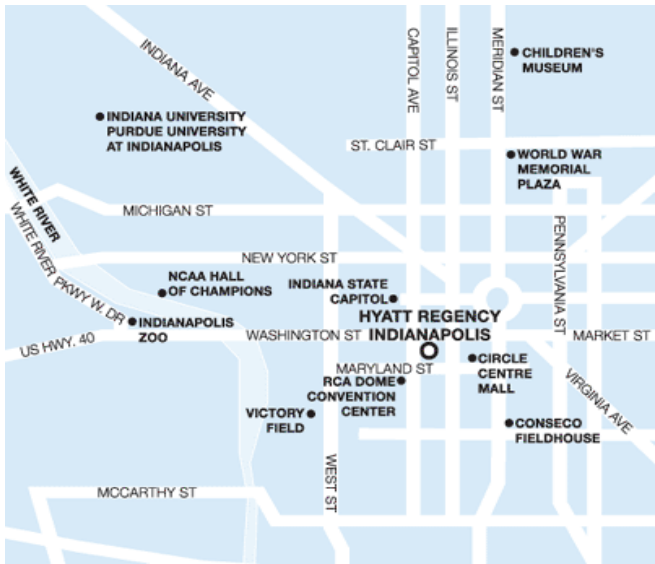 INDIANA AVE
CAPITOL AVE
ILLINOIS ST
MERIDIAN ST
CHILDREN'S
MUSEUM
INDIANA UNIVERSITY
PURDUE UNIVERSITY
AT INDIANAPOLIS
ST. CLAIR ST
WORLD WAR
MEMORIAL
PLAZA
WHITE RIVER
WHITE RIVER PKWY W. DR
MICHIGAN ST
PENNSYLVANIA ST
NEW YORK ST
NCAA HALL
OF CHAMPIONS
INDIANA STATE
CAPITOL
HYATT REGENCY
INDIANAPOLIS
INDIANAPOLIS
ZOO
US HWY. 40
WASHINGTON ST
MARKET ST
MARYLAND ST
CIRCLE
CENTRE
MALL
RCA DOME
CONVENTION
CENTER
VIRGINIA AVE
VICTORY
FIELD
CONSECO
FIELDHOUSE
WEST ST
MCCARTHY ST